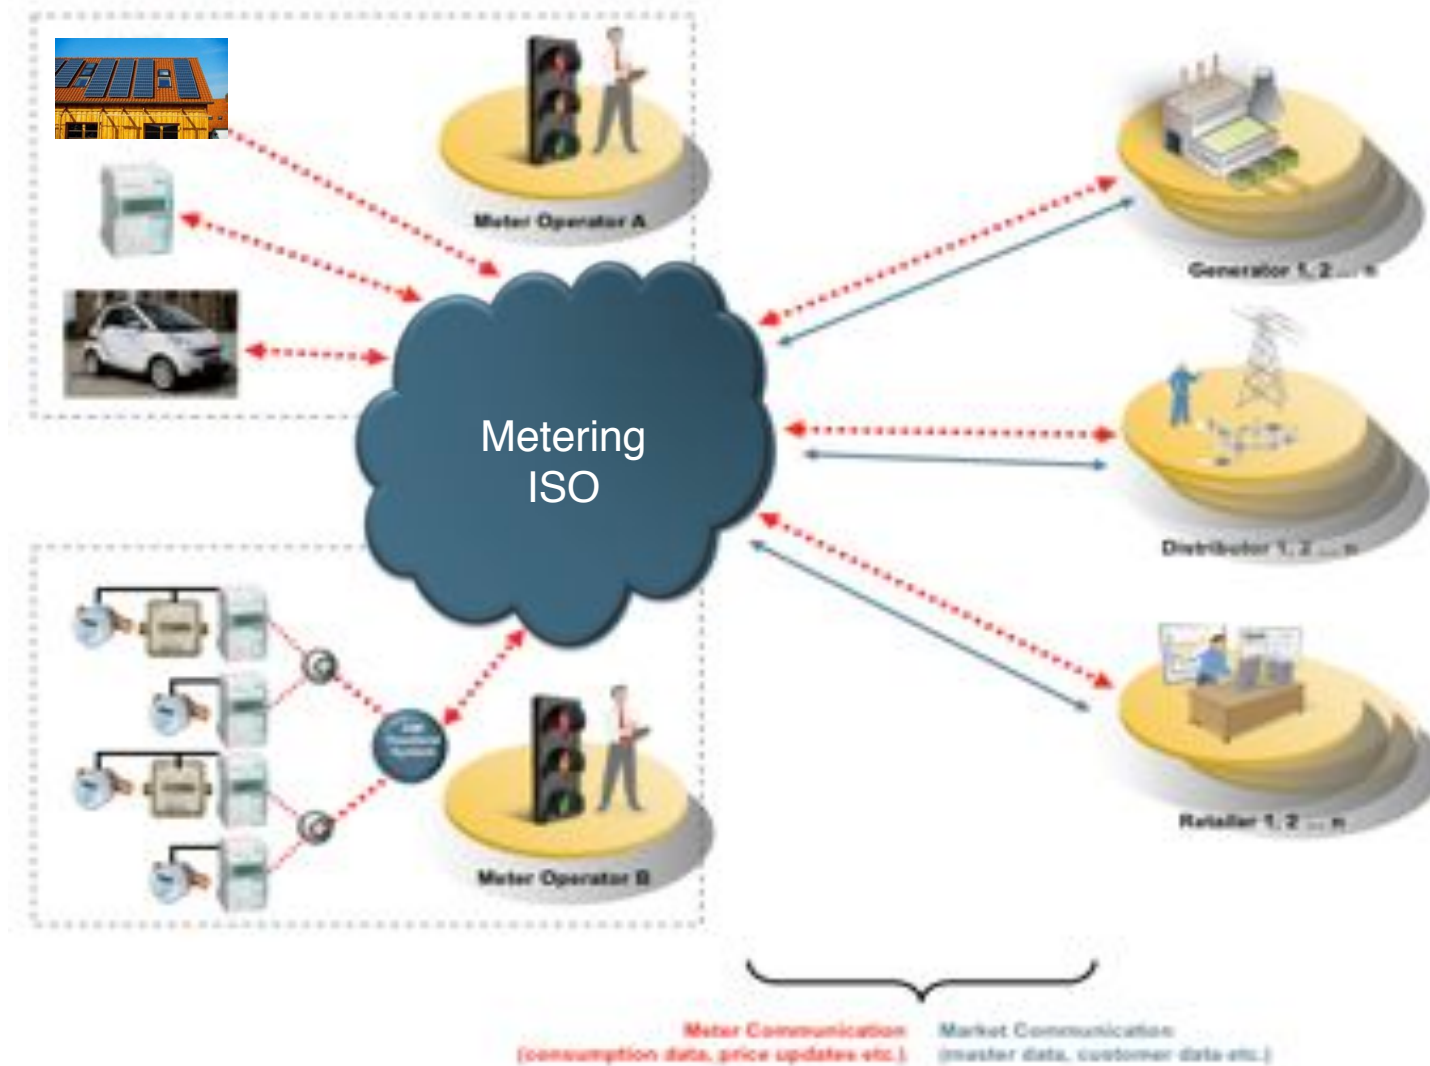 Meter Operator A
Generator 1, 2 ... n
Metering
ISO
Distributor 1, 2 ... n
Meter Operator B
Retailer 1, 2 ... n
Meter Communication
(consumption data, price updates etc.)
Market Communication
(master data, customer data etc.)